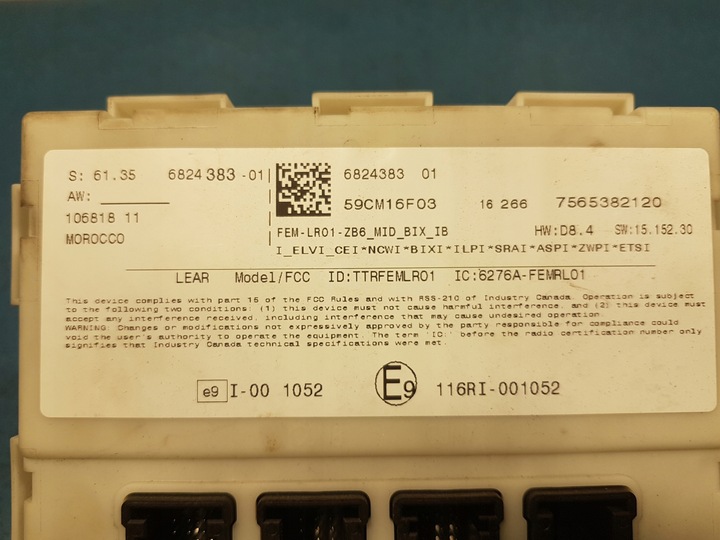 S: 61.35 6824383 -01 6824383 01
AW:
59CM16F03 16 266 7565382120
106818 11
FEM-LR01-ZB6_MID_BIX_IB HW:D8.4 SW:15.152.30
MOROCCO
I_ELVI_CEI*NCWI*BIXI*ILPI*SRAI*ASPI*ZWPI*ETSI
LEAR Model/FCC ID:TTRFEMLR01 IC:6276A-FEMRL01
This device complies with part 15 of the FCC Rules and with RSS-210 of Industry Canada. Operation is subject
to the following two conditions: (1) this device must not cause harmful interference, and (2) this device must
accept any interference received, including interference that may cause undesired operation.
WARNING: Changes or modifications not expressively approved by the party responsible for compliance could
void the user's authority to operate the equipment. The term 'IC:' before the radio certification number only
signifies that Industry Canada technical specifications were met.
e9 I-00 1052 E9 116RI-001052